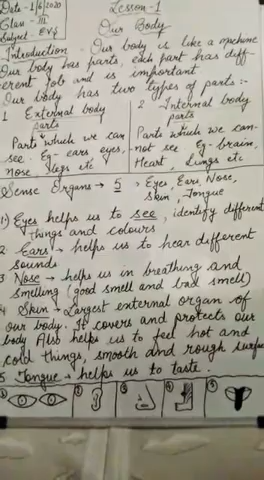 Date - 1/6/2020
Class - III
Subject - EVS
Lesson - 1
Our Body
Introduction - Our body is like a machine
Our body has parts, each part has diff-
erent job and is important.
Our body has two types of parts:-
1 External body
parts
Parts which we can
see. Eg - ears eyes,
Nose, legs etc
2 Internal body
parts
Parts which we can-
not see Eg - brain,
Heart, Lungs etc
Sense Organs → 5 → Eyes, Ears Nose,
Skin, Tongue
1) Eyes helps us to see, identify different
things and colours
2 Ears - helps us to hear different
sounds.
3 Nose - helps us in breathing and
Smelling (good smell and bad smell)
4 Skin - Largest external organ of
our body. It covers and protects our
body Also helps us to feel hot and
cold things, smooth and rough surface
5 Tongue - helps us to taste.